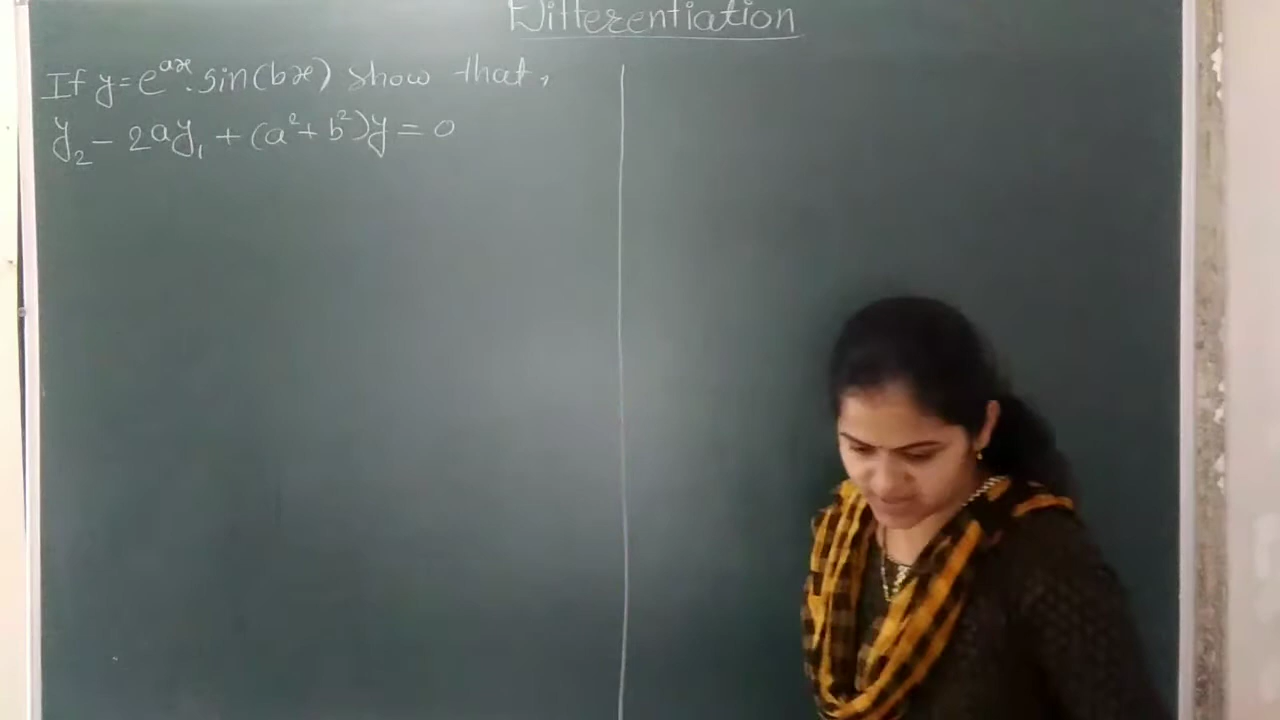 Differentiation
If y = e^{ax}. sin(bx) show that,
y₂ - 2ay₁ + (a² + b²)y = 0